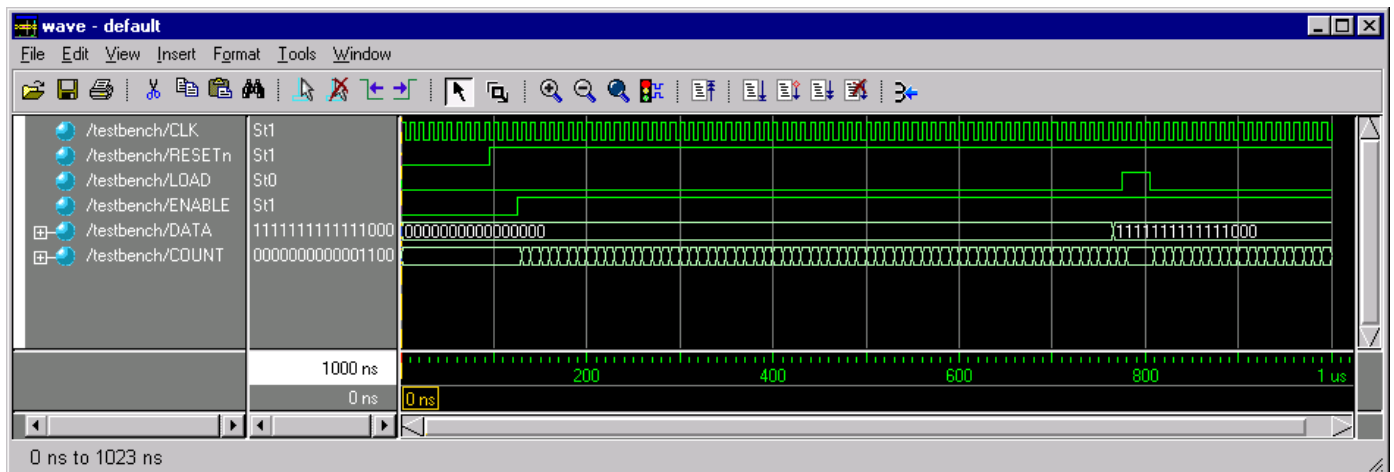 wave - default
File Edit View Insert Format Tools Window
/testbench/CLK St1
/testbench/RESETn St1
/testbench/LOAD St0
/testbench/ENABLE St1
/testbench/DATA 1111111111111000 0000000000000000 1111111111111000
/testbench/COUNT 0000000000001100
1000 ns 200 400 600 800 1 us
0 ns 0 ns
0 ns to 1023 ns